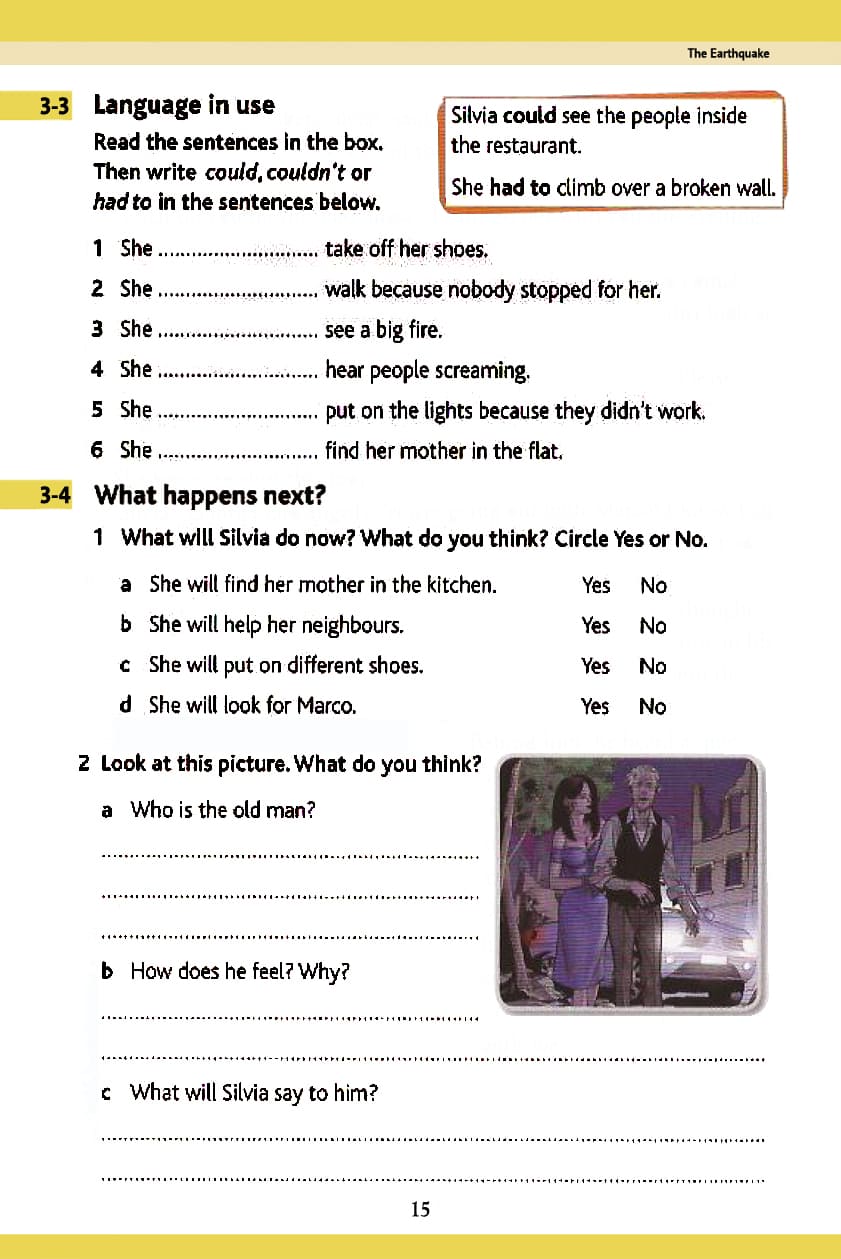 The Earthquake
3-3 Language in use
Read the sentences in the box.
Then write could, couldn't or
had to in the sentences below.
Silvia could see the people inside
the restaurant.
She had to climb over a broken wall.
1 She ............................. take off her shoes.
2 She ............................. walk because nobody stopped for her.
3 She ............................. see a big fire.
4 She ............................. hear people screaming.
5 She ............................. put on the lights because they didn't work.
6 She ............................. find her mother in the flat.
3-4 What happens next?
1 What will Silvia do now? What do you think? Circle Yes or No.
a She will find her mother in the kitchen. Yes No
b She will help her neighbours. Yes No
c She will put on different shoes. Yes No
d She will look for Marco. Yes No
2 Look at this picture. What do you think?
a Who is the old man?
b How does he feel? Why?
c What will Silvia say to him?
15